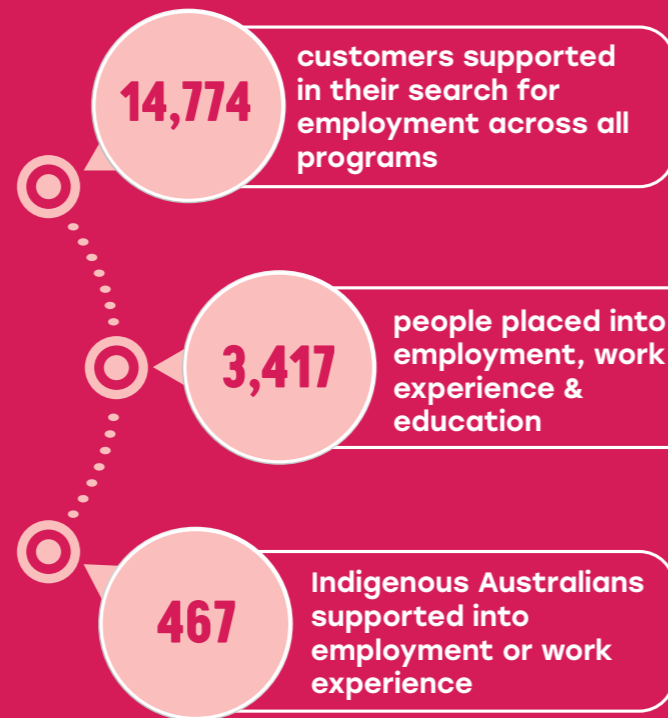 14,774
customers supported
in their search for
employment across all
programs
3,417
people placed into
employment, work
experience &
education
467
Indigenous Australians
supported into
employment or work
experience